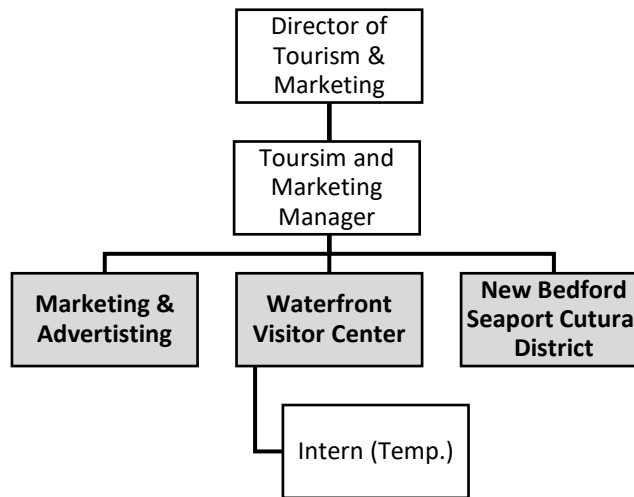 Director of
Tourism &
Marketing
Toursim and
Marketing
Manager
Marketing &
Advertisting
Waterfront
Visitor Center
New Bedford
Seaport Cutura
District
Intern (Temp.)